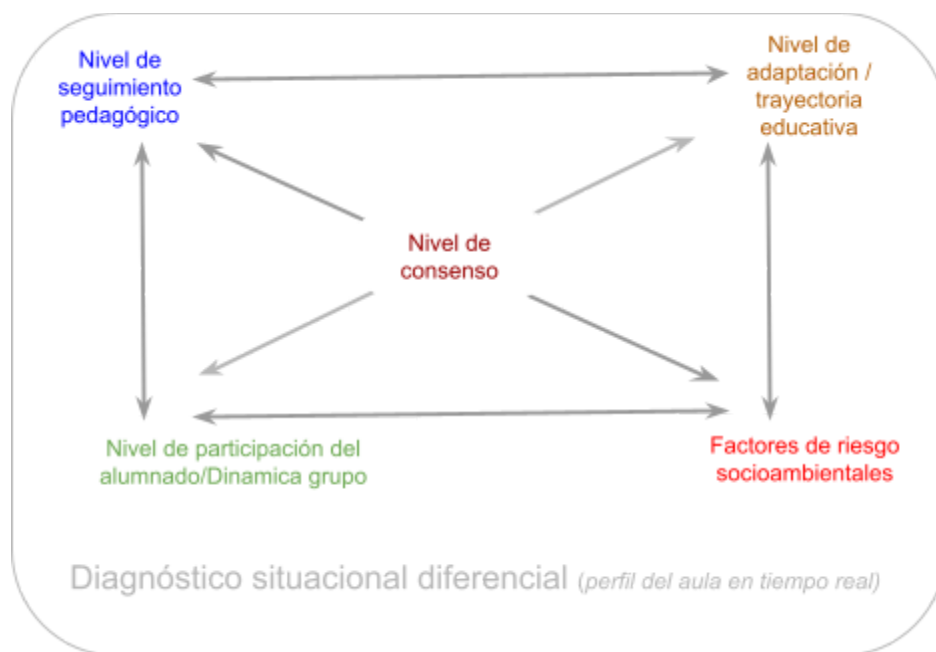 Nivel de
seguimiento
pedagógico
Nivel de
adaptación /
trayectoria
educativa
Nivel de
consenso
Nivel de participación del
alumnado/Dinamica grupo
Factores de riesgo
socioambientales
Diagnóstico situacional diferencial (perfil del aula en tiempo real)